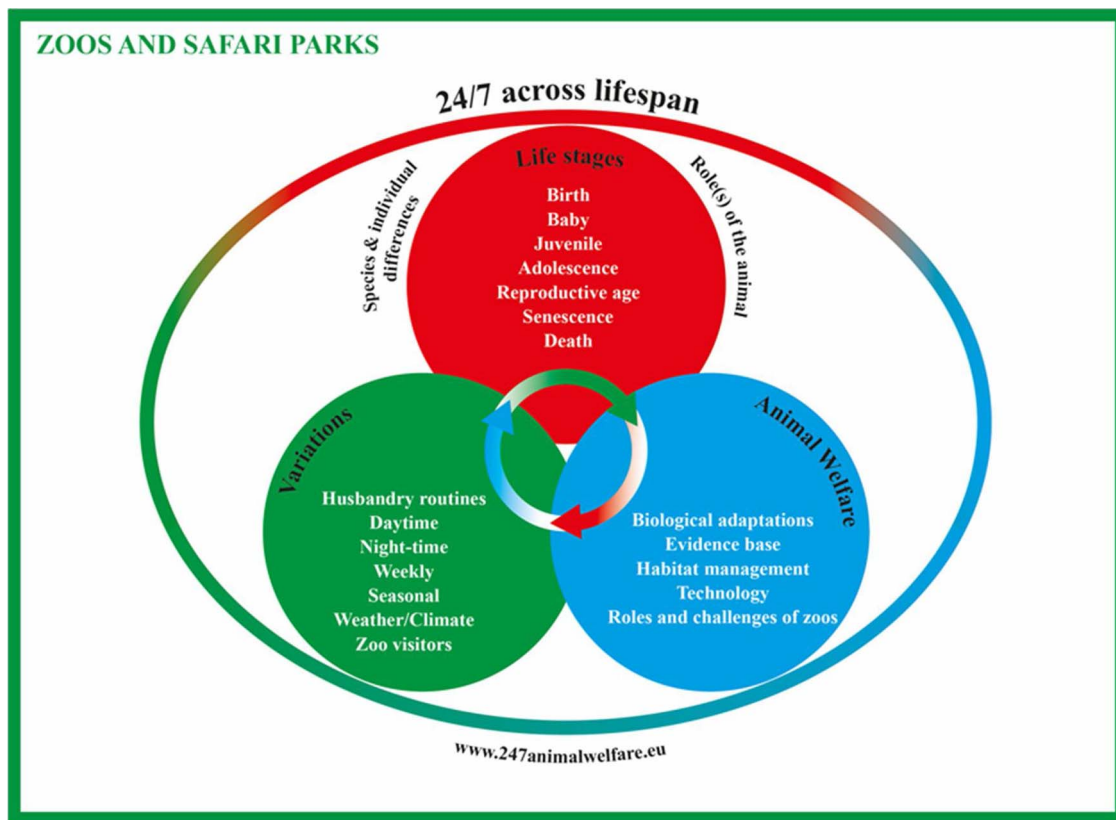 ZOOS AND SAFARI PARKS
24/7 across lifespan
Species & individual
differences
Role(s) of the animal
Life stages
Birth
Baby
Juvenile
Adolescence
Reproductive age
Senescence
Death
Variations
Husbandry routines
Daytime
Night-time
Weekly
Seasonal
Weather/Climate
Zoo visitors
Animal Welfare
Biological adaptations
Evidence base
Habitat management
Technology
Roles and challenges of zoos
www.247animalwelfare.eu